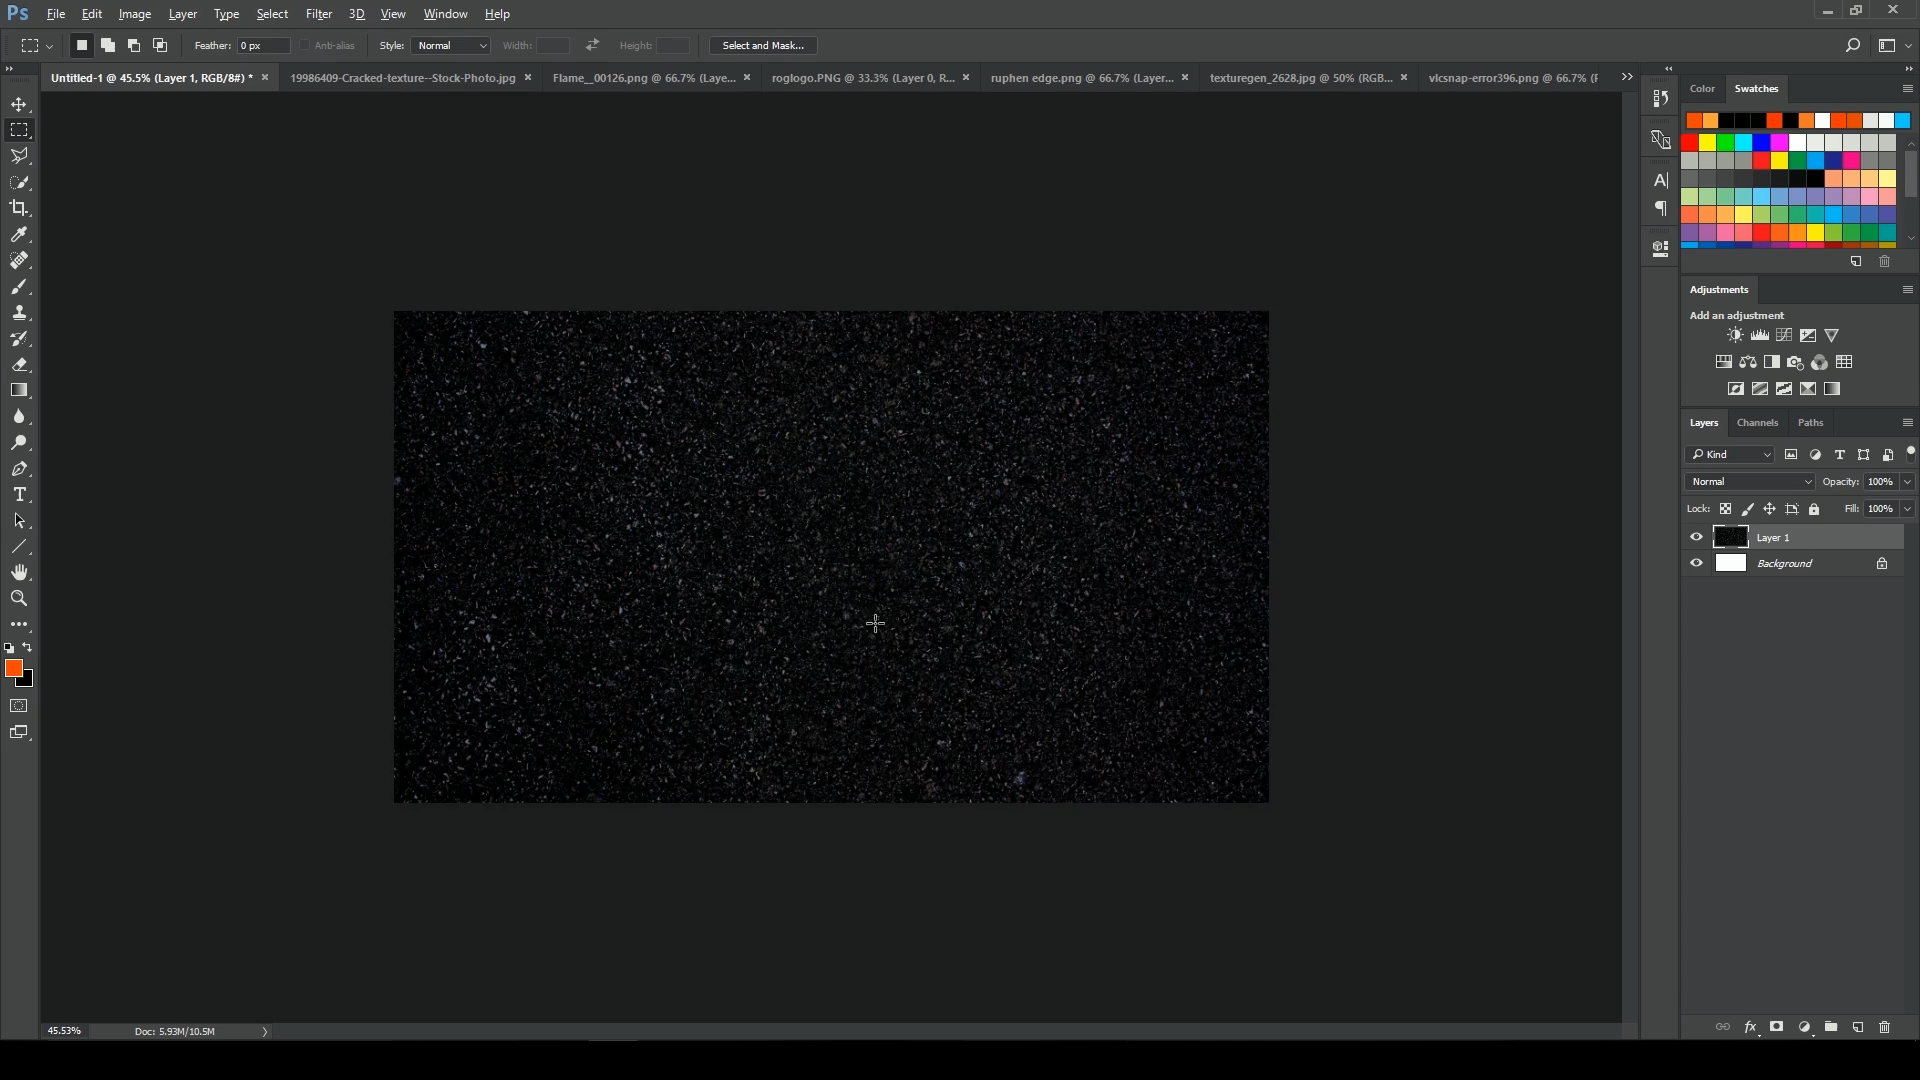 Ps File Edit Image Layer Type Select Filter 3D View Window Help
Feather: 0 px Anti-alias Style: Normal Width: Height: Select and Mask...
Untitled-1 @ 45.5% (Layer 1, RGB/8#) * 19986409-Cracked-texture--Stock-Photo.jpg Flame__00126.png @ 66.7% (Laye... roglogo.PNG @ 33.3% (Layer 0, R... ruphen edge.png @ 66.7% (Layer... texturegen_2628.jpg @ 50% (RGB... vlcsnap-error396.png @ 66.7% (F
Color Swatches
Adjustments
Add an adjustment
Layers Channels Paths
Kind
Normal Opacity: 100%
Lock: Fill: 100%
Layer 1
Background
45.53% Doc: 5.93M/10.5M